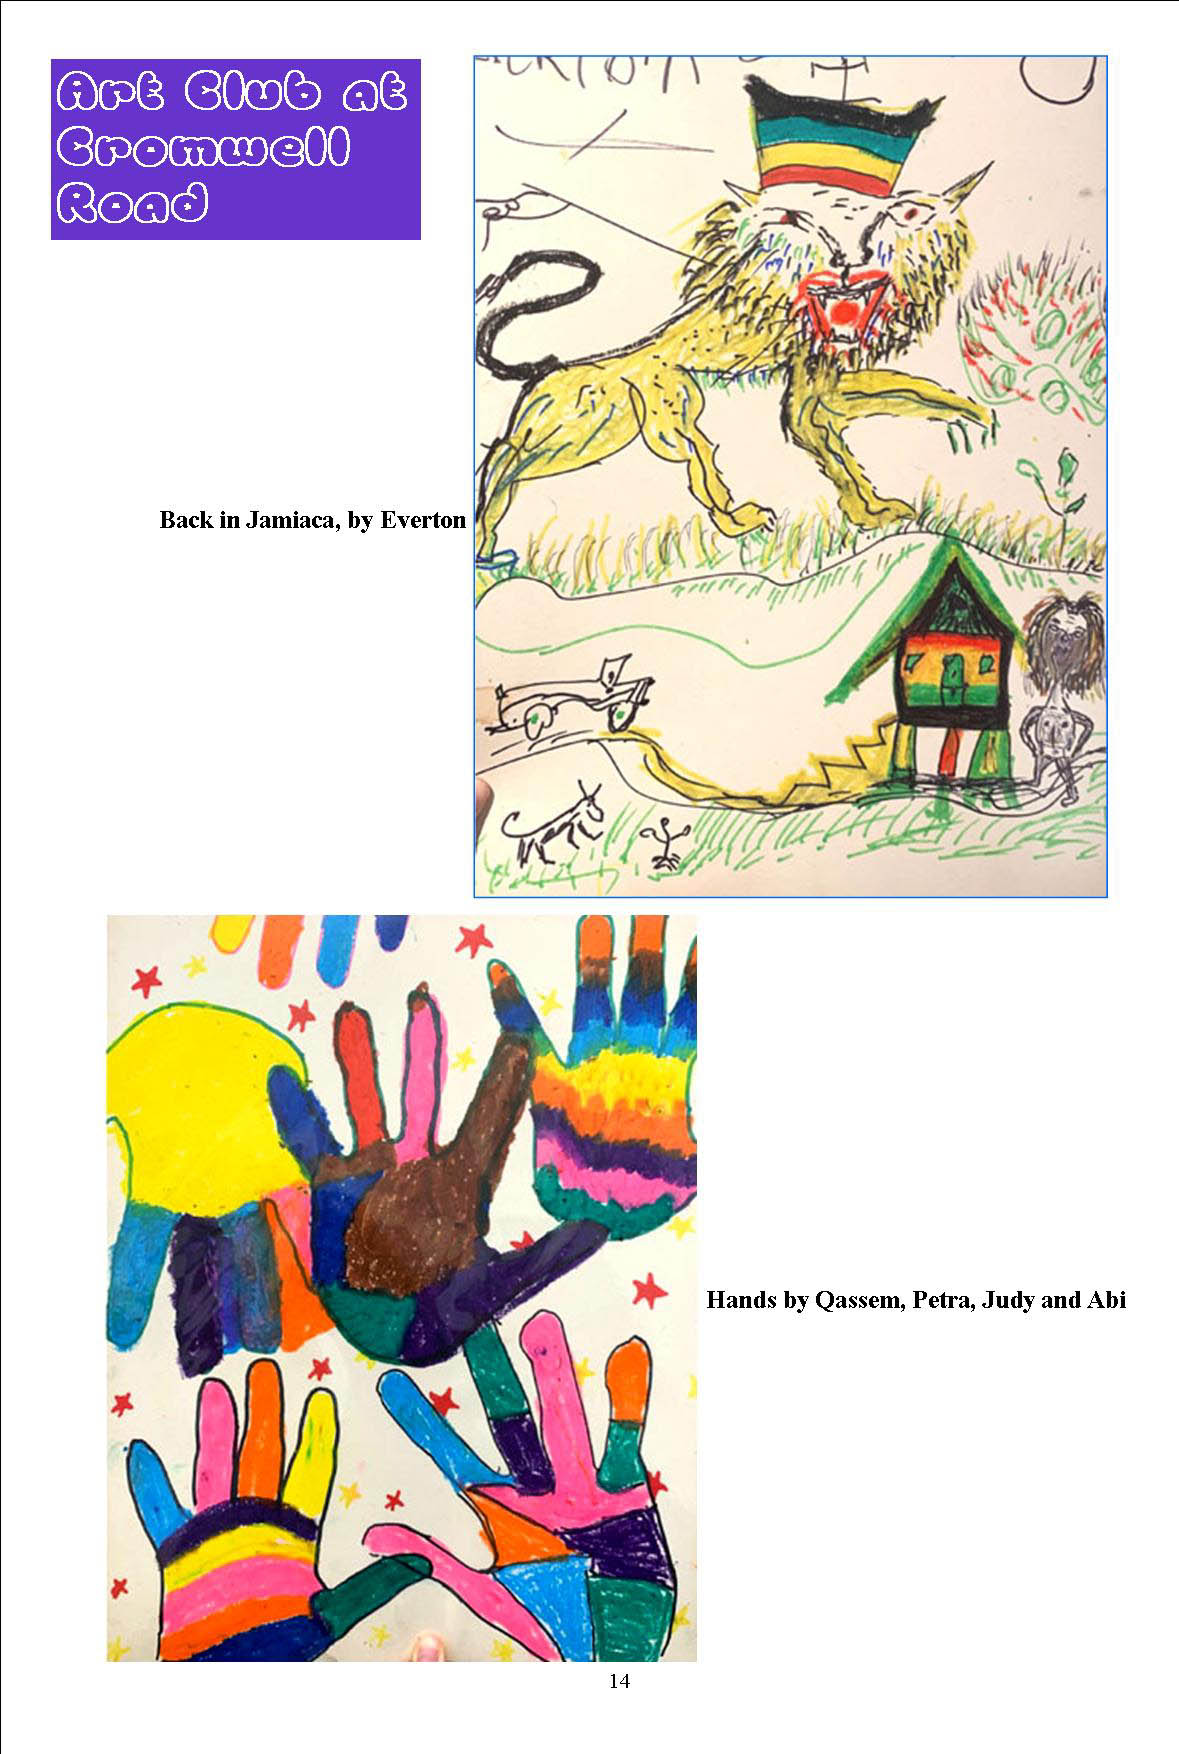 Art Club at
Cromwell
Road
Back in Jamiaca, by Everton
Hands by Qassem, Petra, Judy and Abi
14